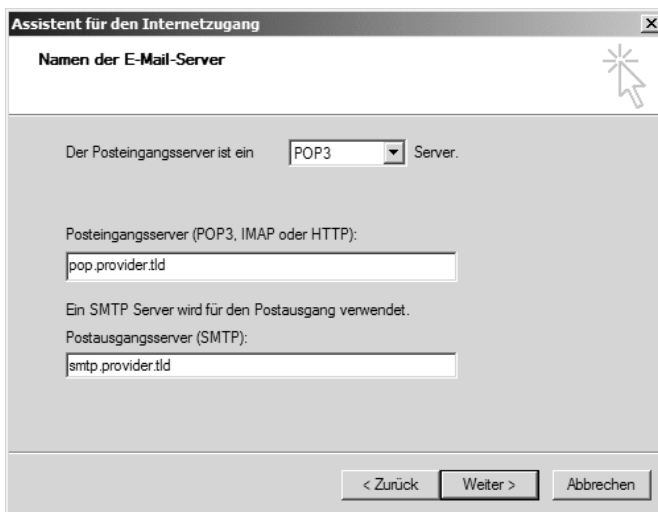 Assistent für den Internetzugang
Namen der E-Mail-Server
Der Posteingangsserver ist ein POP3 Server.
Posteingangsserver (POP3, IMAP oder HTTP):
pop.provider.tld
Ein SMTP Server wird für den Postausgang verwendet.
Postausgangsserver (SMTP):
smtp.provider.tld
< Zurück Weiter > Abbrechen